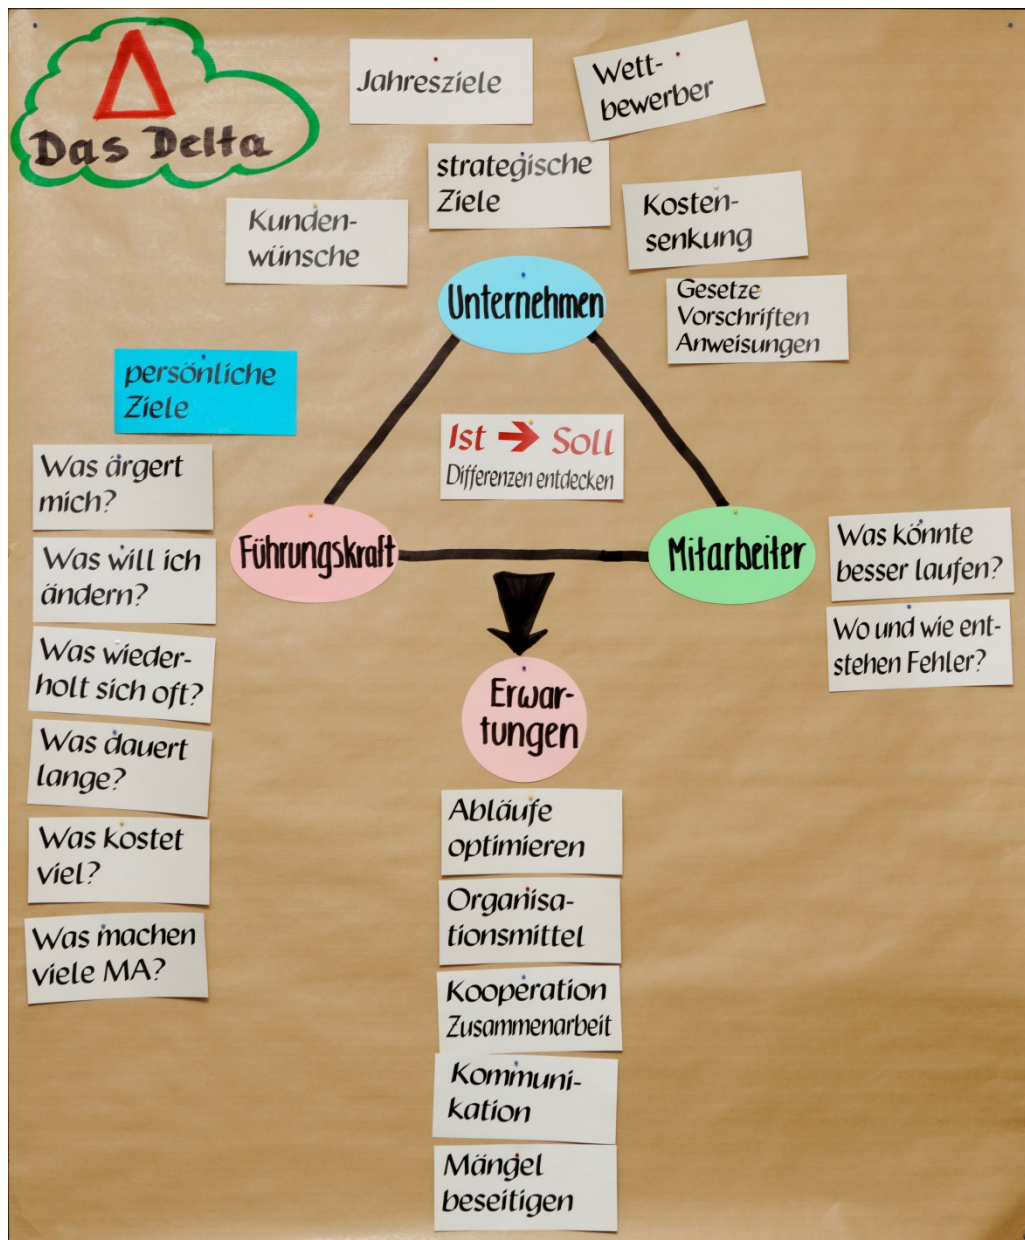 Das Delta
Jahresziele
Wett-
bewerber
strategische
Ziele
Kunden-
wünsche
Kosten-
senkung
Unternehmen
Gesetze
Vorschriften
Anweisungen
persönliche
Ziele
Ist → Soll
Differenzen entdecken
Was ärgert
mich?
Was will ich
ändern?
Was wieder-
holt sich oft?
Was dauert
lange?
Was kostet
viel?
Was machen
viele MA?
Führungskraft
Mitarbeiter
Was könnte
besser laufen?
Wo und wie ent-
stehen Fehler?
Erwar-
tungen
Abläufe
optimieren
Organisa-
tionsmittel
Kooperation
Zusammenarbeit
Kommuni-
kation
Mängel
beseitigen